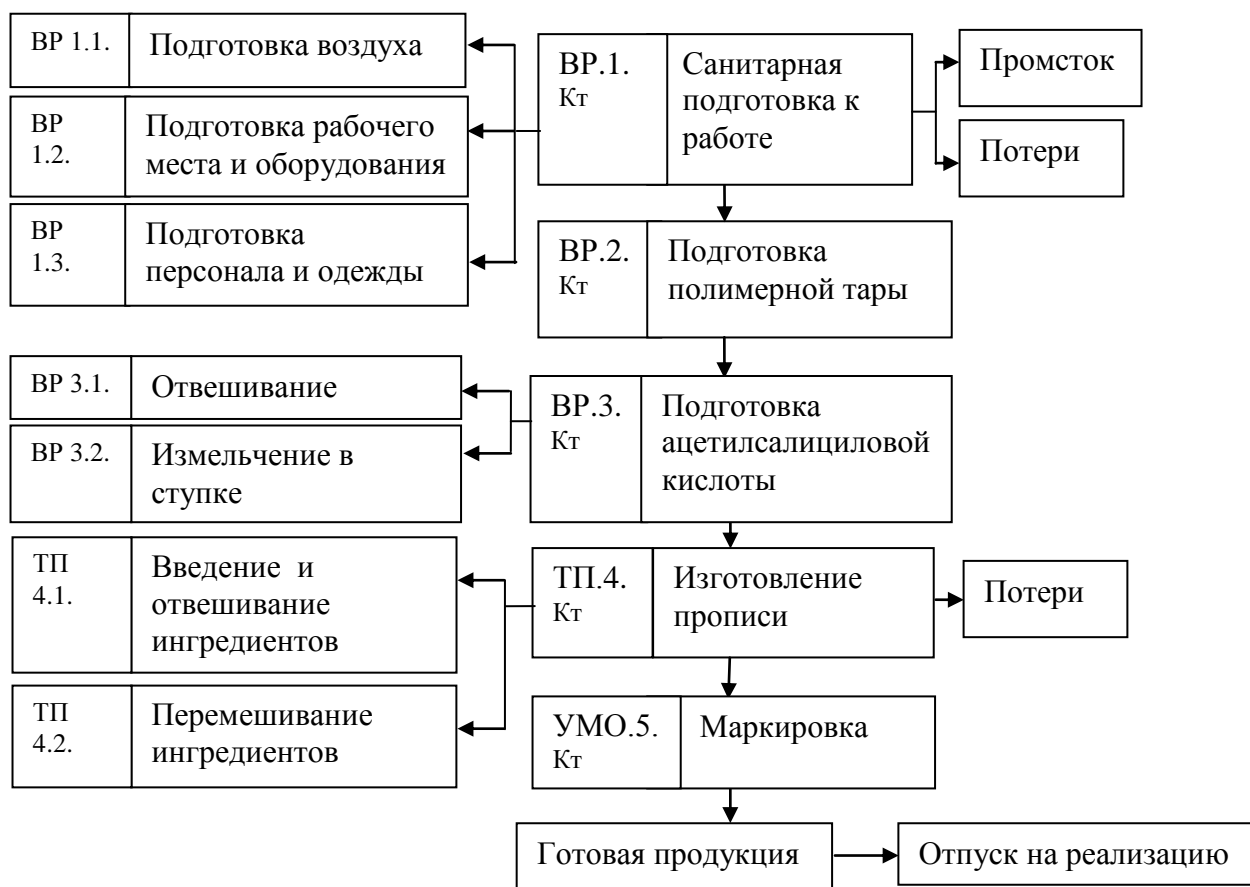 ВР 1.1.
Подготовка воздуха
ВР.1.
Кт
Санитарная
подготовка к
работе
Промсток
Потери
ВР
1.2.
Подготовка рабочего
места и оборудования
ВР
1.3.
Подготовка
персонала и одежды
ВР.2.
Кт
Подготовка
полимерной тары
ВР 3.1.
Отвешивание
ВР 3.2.
Измельчение в
ступке
ВР.3.
Кт
Подготовка
ацетилсалициловой
кислоты
ТП
4.1.
Введение и
отвешивание
ингредиентов
ТП.4.
Кт
Изготовление
прописи
Потери
ТП
4.2.
Перемешивание
ингредиентов
УМО.5.
Кт
Маркировка
Готовая продукция
Отпуск на реализацию